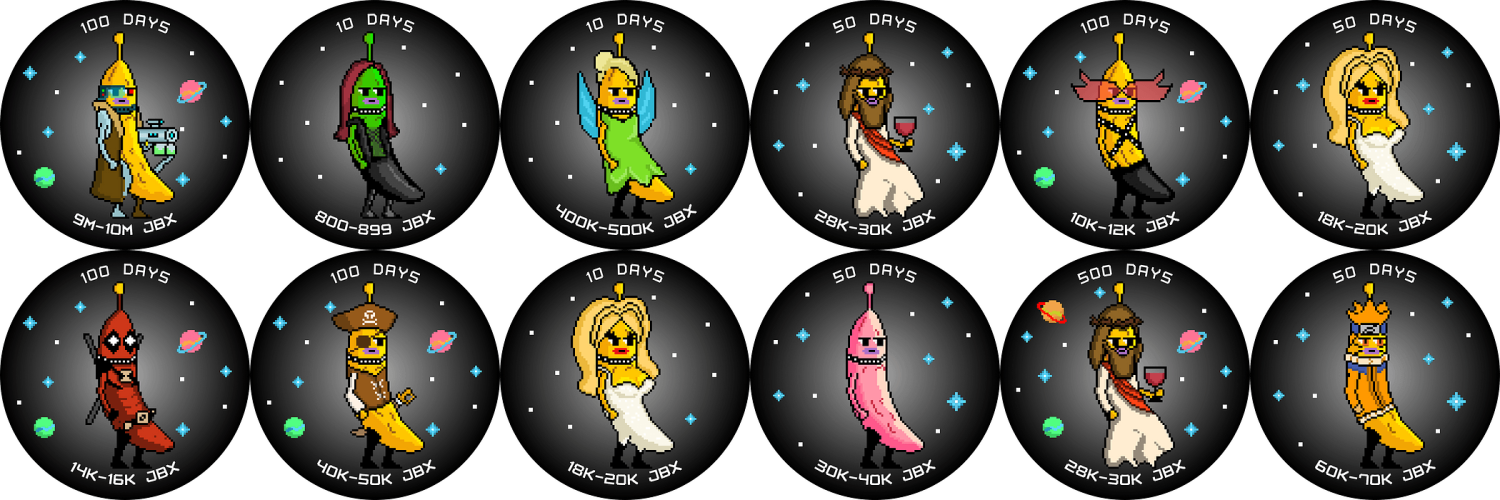 100 DAYS
9M-10M JBX
10 DAYS
800-899 JBX
10 DAYS
400K-500K JBX
50 DAYS
28K-30K JBX
100 DAYS
10K-12K JBX
50 DAYS
18K-20K JBX
100 DAYS
14K-16K JBX
100 DAYS
40K-50K JBX
10 DAYS
18K-20K JBX
50 DAYS
30K-40K JBX
500 DAYS
28K-30K JBX
50 DAYS
60K-70K JBX